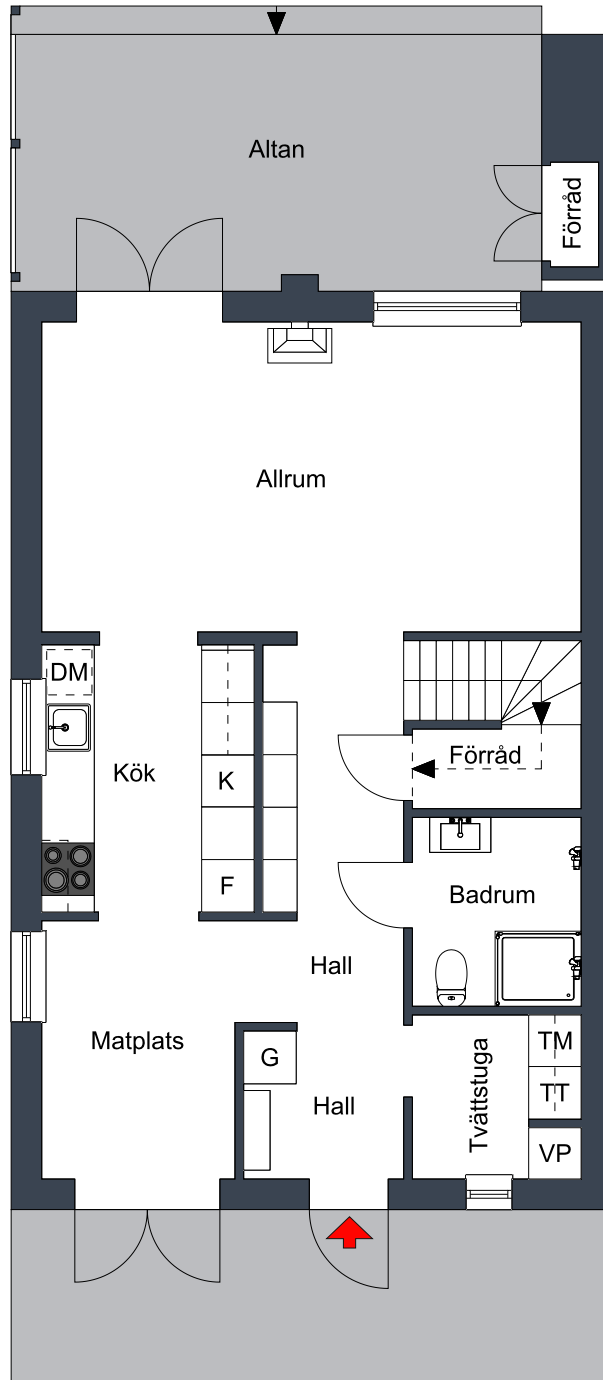 Altan
Förråd
Allrum
DM
Kök
K
F
Förråd
Badrum
Hall
Matplats
G
Hall
Tvättstuga
TM
TT
VP